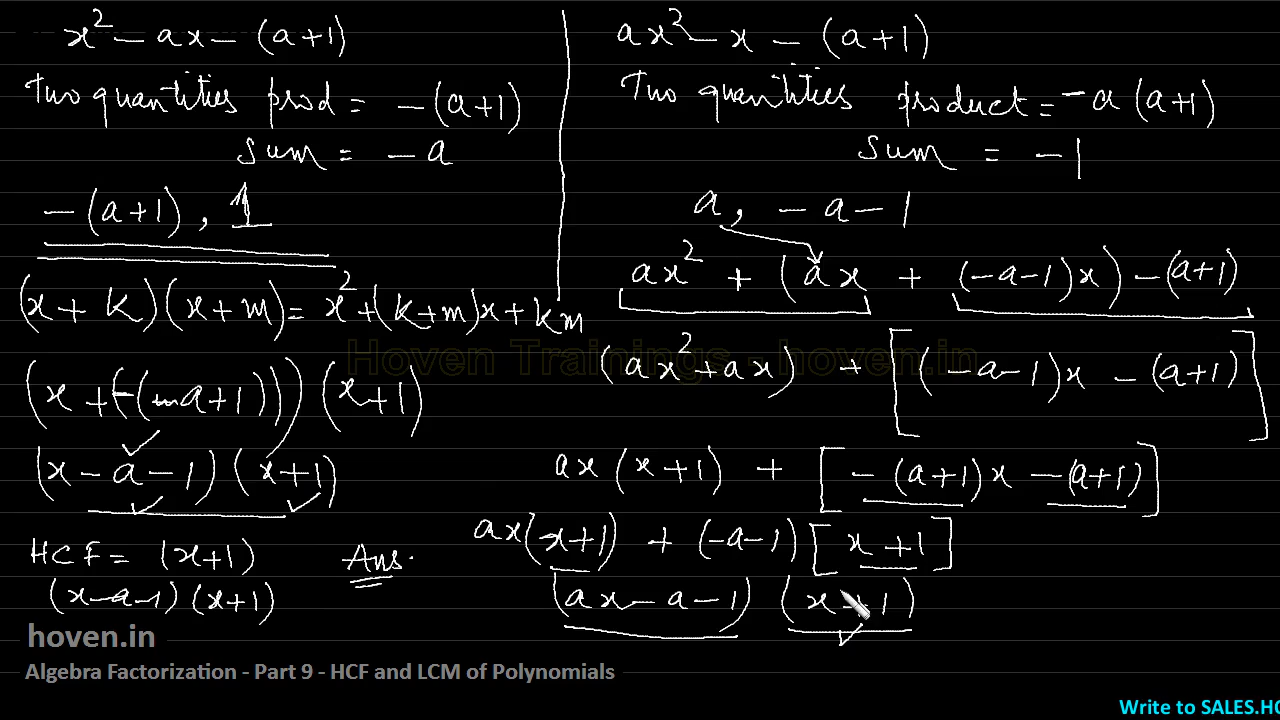 x² - ax - (a+1)
Two quantities prod = -(a+1)
sum = -a
-(a+1), 1
(x + k)(x+m) = x² + (k+m)x + km
(x + (-(a+1)))(x+1)
(x - a - 1)(x+1)
HCF = (x+1) Ans.
(x-a-1)(x+1)
ax² - x - (a+1)
Two quantities product = -a(a+1)
sum = -1
a, -a-1
ax² + (ax + (-a-1)x) - (a+1)
(ax² + ax) + [(-a-1)x - (a+1)]
ax(x+1) + [-(a+1)x - (a+1)]
ax(x+1) + (-a-1)[x+1]
(ax - a - 1)(x+1)
Hoven Trainings - hoven.in
hoven.in
Algebra Factorization - Part 9 - HCF and LCM of Polynomials
Write to SALES.HO